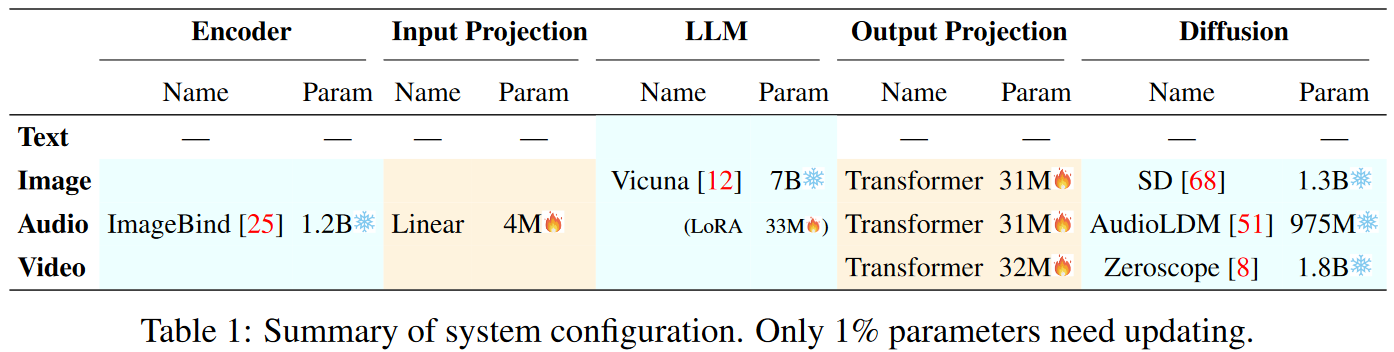 Encoder Input Projection LLM Output Projection Diffusion
Name Param Name Param Name Param Name Param Name Param
Text — — — — — — — —
Image Vicuna [12] 7B❄️ Transformer 31M🔥 SD [68] 1.3B❄️
Audio ImageBind [25] 1.2B❄️ Linear 4M🔥 (LoRA 33M🔥) Transformer 31M🔥 AudioLDM [51] 975M❄️
Video Transformer 32M🔥 Zeroscope [8] 1.8B❄️
Table 1: Summary of system configuration. Only 1% parameters need updating.